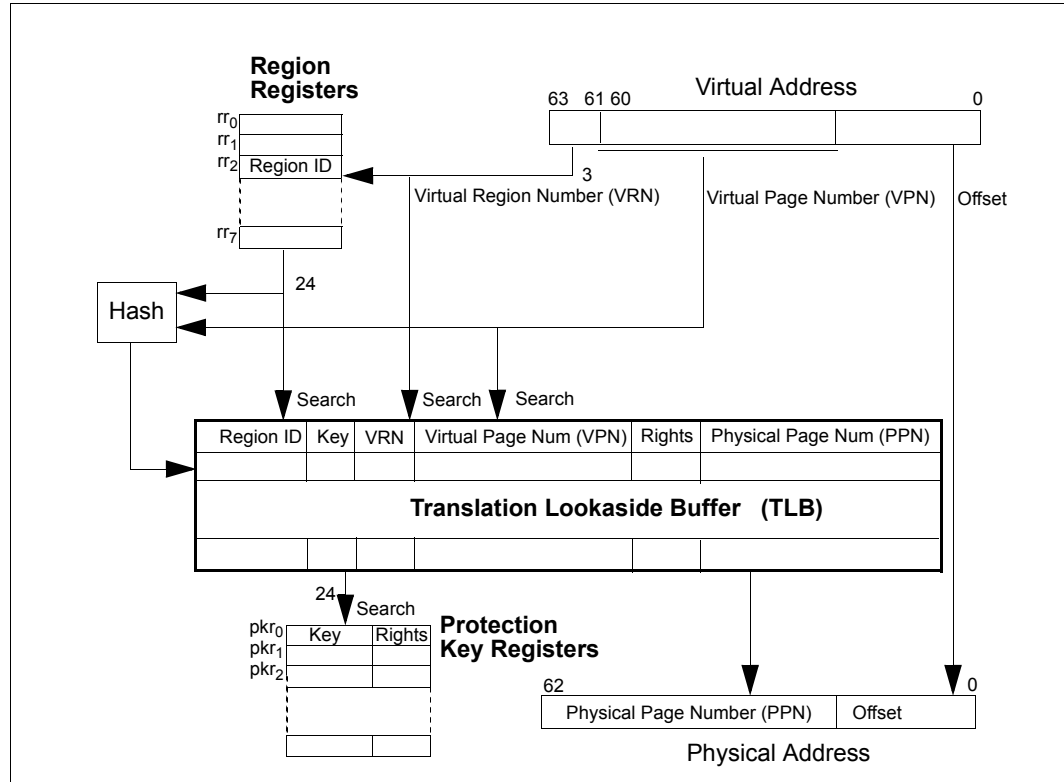 Region
Registers
Virtual Address
63 61 60 0
rr0
rr1
rr2 Region ID
3
Virtual Region Number (VRN) Virtual Page Number (VPN) Offset
rr7
24
Hash
Search Search Search
Region ID Key VRN Virtual Page Num (VPN) Rights Physical Page Num (PPN)
Translation Lookaside Buffer (TLB)
24
Search
pkr0 Key Rights
pkr1
pkr2
Protection
Key Registers
62 0
Physical Page Number (PPN) Offset
Physical Address